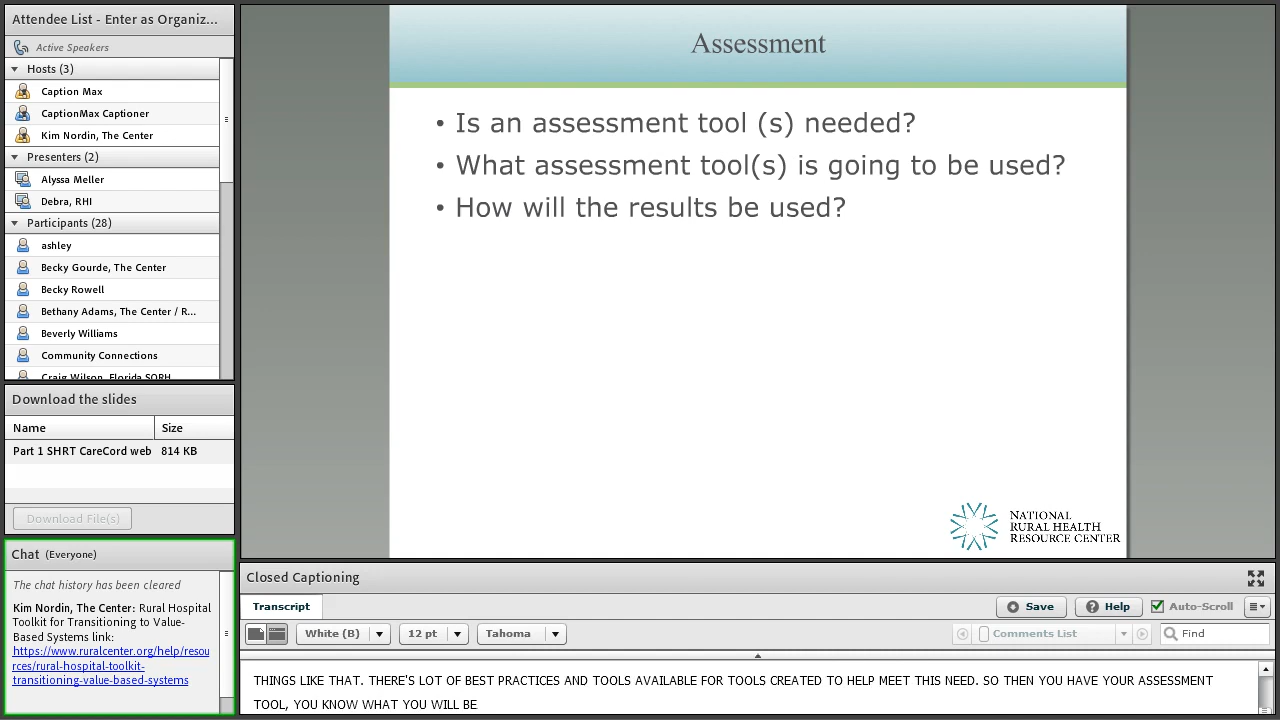 Attendee List - Enter as Organiz...
Active Speakers
Hosts (3)
Caption Max
CaptionMax Captioner
Kim Nordin, The Center
Presenters (2)
Alyssa Meller
Debra, RHI
Participants (28)
ashley
Becky Gourde, The Center
Becky Rowell
Bethany Adams, The Center / R...
Beverly Williams
Community Connections
Craig Wilson, Florida SORH
Download the slides
Name Size
Part 1 SHRT CareCord web 814 KB
Download File(s)
Chat (Everyone)
The chat history has been cleared
Kim Nordin, The Center: Rural Hospital
Toolkit for Transitioning to Value-
Based Systems link:
https://www.ruralcenter.org/help/resou
rces/rural-hospital-toolkit-
transitioning-value-based-systems
Assessment
• Is an assessment tool (s) needed?
• What assessment tool(s) is going to be used?
• How will the results be used?
NATIONAL
RURAL HEALTH
RESOURCE CENTER
Closed Captioning
Transcript Save Help Auto-Scroll
White (B) 12 pt Tahoma Comments List Find
THINGS LIKE THAT. THERE'S LOT OF BEST PRACTICES AND TOOLS AVAILABLE FOR TOOLS CREATED TO HELP MEET THIS NEED. SO THEN YOU HAVE YOUR ASSESSMENT
TOOL, YOU KNOW WHAT YOU WILL BE